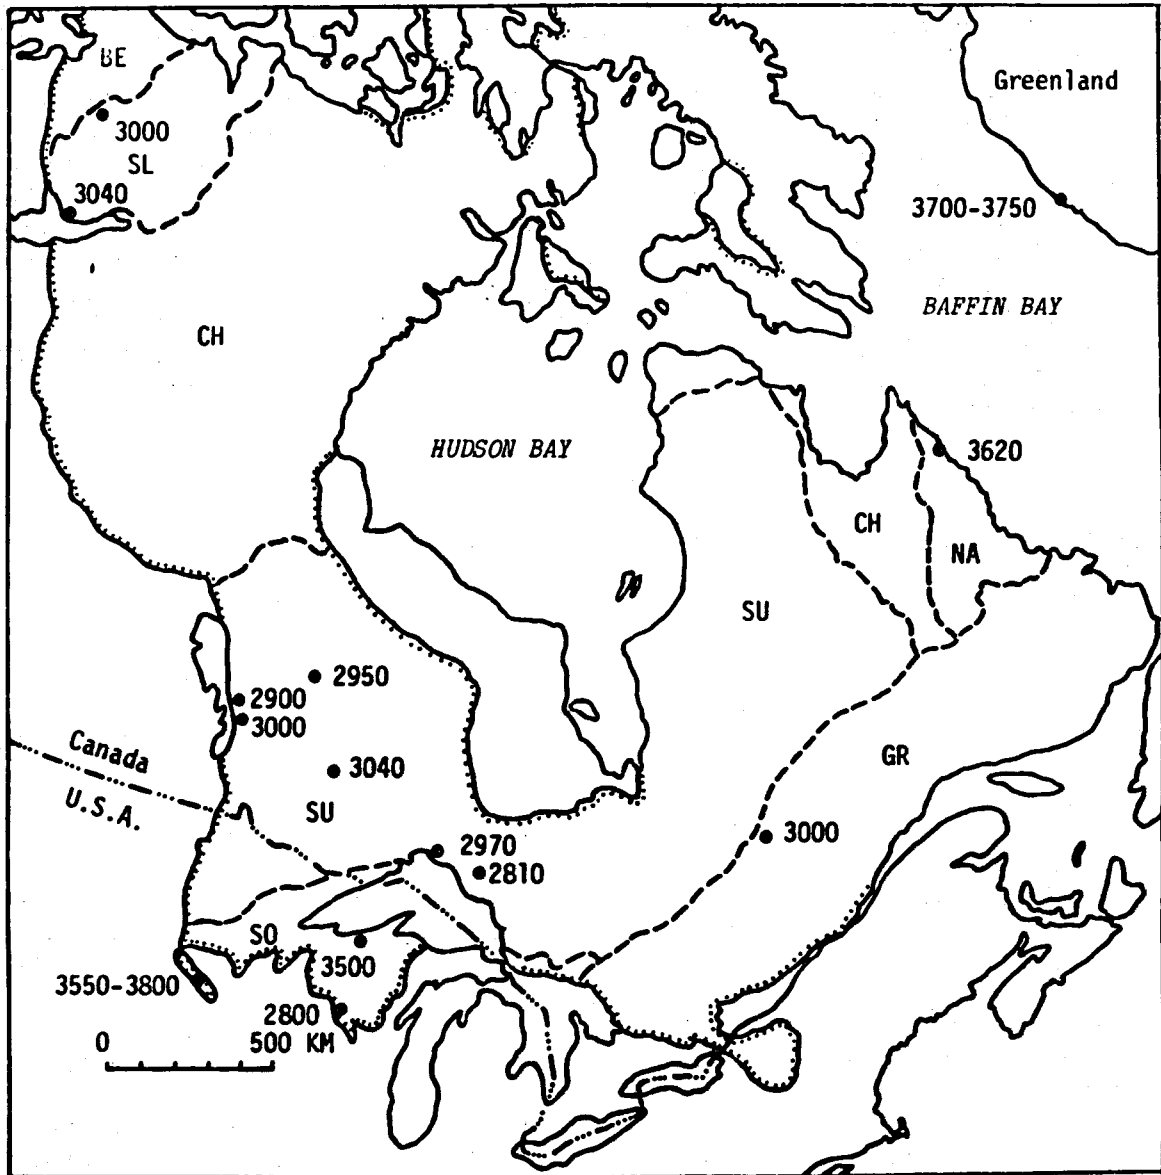 BE
Greenland
3000
SL
3040
3700-3750
CH
BAFFIN BAY
HUDSON BAY
3620
CH
NA
SU
2950
2900
3000
Canada
GR
3040
U.S.A.
SU
3000
2970
2810
SO
3500
3550-3800
2800
0 500 KM